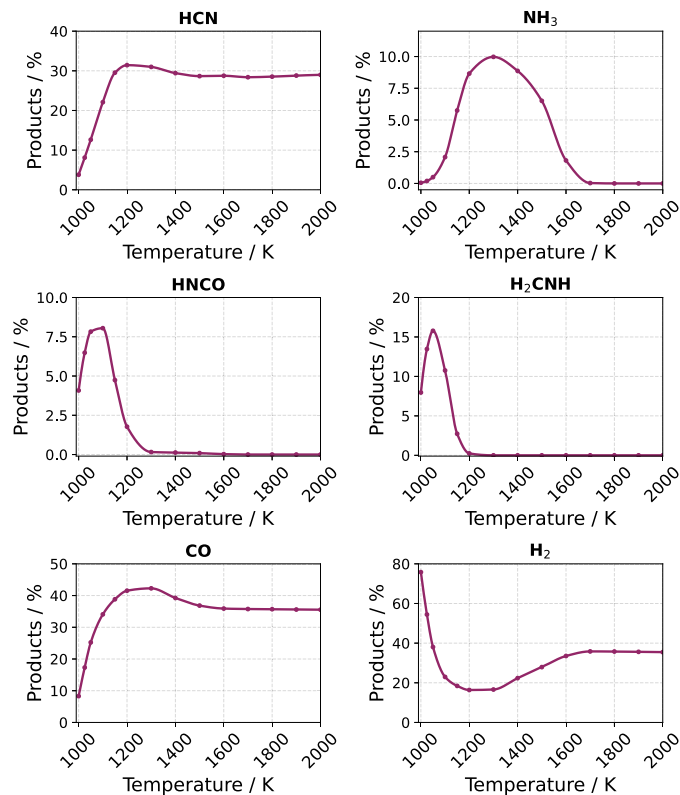 HCN
Products / %
40
30
20
10
0
1000 1200 1400 1600 1800 2000
Temperature / K
NH₃
Products / %
10.0
7.5
5.0
2.5
0.0
1000 1200 1400 1600 1800 2000
Temperature / K
HNCO
Products / %
10.0
7.5
5.0
2.5
0.0
1000 1200 1400 1600 1800 2000
Temperature / K
H₂CNH
Products / %
20
15
10
5
0
1000 1200 1400 1600 1800 2000
Temperature / K
CO
Products / %
50
40
30
20
10
0
1000 1200 1400 1600 1800 2000
Temperature / K
H₂
Products / %
80
60
40
20
0
1000 1200 1400 1600 1800 2000
Temperature / K